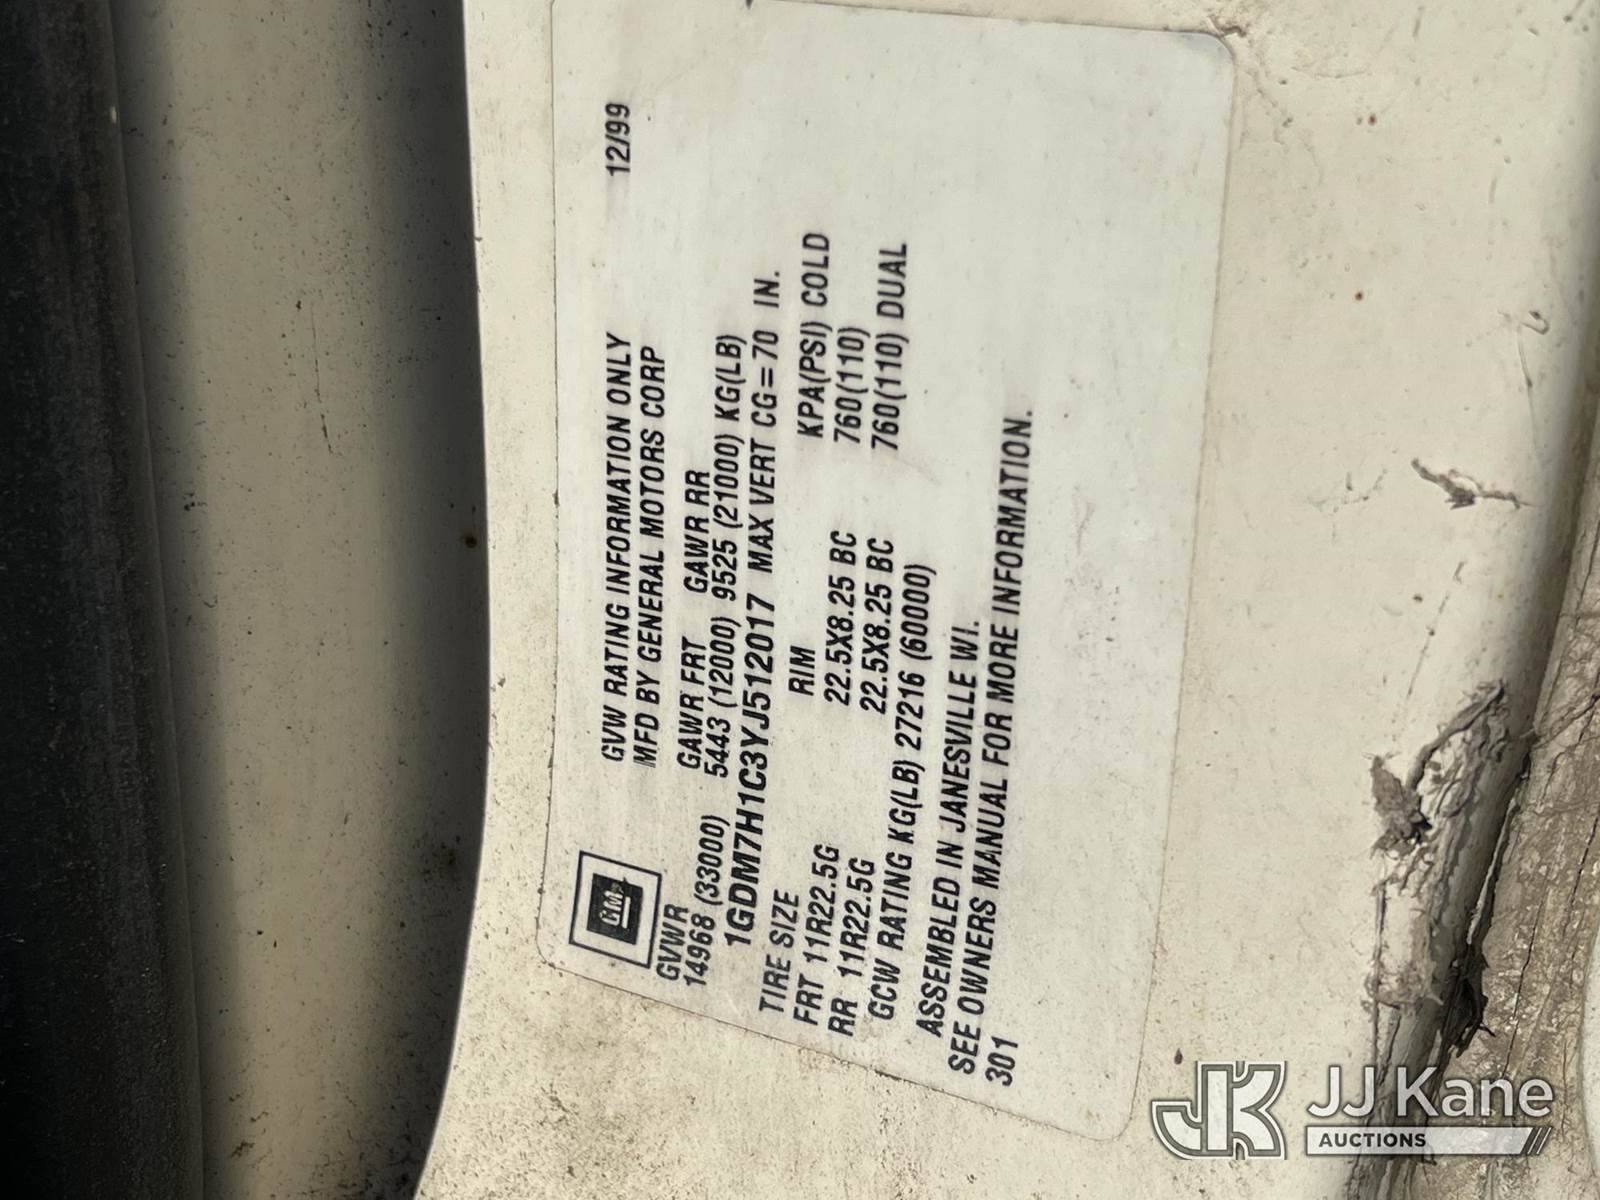 GM
GVW RATING INFORMATION ONLY 12/99
MFD BY GENERAL MOTORS CORP
GVWR GAWR FRT GAWR RR
14968 (33000) 5443 (12000) 9525 (21000) KG(LB)
1GDM7H1C3YJ512017 MAX VERT CG=70 IN.
TIRE SIZE RIM KPA(PSI) COLD
FRT 11R22.5G 22.5X8.25 BC 760(110)
RR 11R22.5G 22.5X8.25 BC 760(110) DUAL
GCW RATING KG(LB) 27216 (60000)
ASSEMBLED IN JANESVILLE WI.
SEE OWNERS MANUAL FOR MORE INFORMATION.
301
JK JJ Kane
AUCTIONS